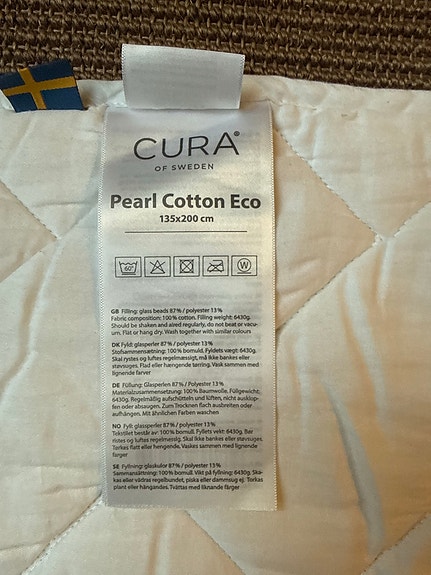 CURA®
OF SWEDEN
Pearl Cotton Eco
135x200 cm
60°
W
GB Filling: glass beads 87% / polyester 13%
Fabric composition: 100% cotton. Filling weight: 6430g.
Should be shaken and aired regularly, do not beat or vacu-
um. Flat or hang dry. Wash together with similar colours
DK Fyld: glasperler 87% / polyester 13%
Stofsammensætning: 100% bomuld. Fyldets vægt: 6430g.
Skal rystes og luftes regelmæssigt, må ikke bankes eller
støvsuges. Flad eller hængende tørring. Vask sammen med
lignende farver
DE Füllung: Glasperlen 87% / Polyester 13%
Materialzusammensetzung: 100% Baumwolle. Füllgewicht:
6430g. Regelmäßig aufschütteln und lüften, nicht ausklop-
fen oder absaugen. Zum Trocknen flach ausbreiten oder
aufhängen. Mit ähnlichen Farben waschen
NO Fyll: glassperler 87% / polyester 13%
Tekstilet består av: 100% bomull. Fyllets vekt: 6430g. Bør
ristes og luftes regelmessig. Skal ikke bankes eller støvsuges.
Tørkes flatt eller hengende. Vaskes sammen med lignende
farger
SE Fyllning: glaskulor 87% / polyester 13%
Sammansättning: 100% bomull. Vikt på fyllning: 6430g. Ska-
kas eller vädras regelbundet, piska eller dammsug ej. Torkas
plant eller hängandes. Tvättas med liknande färger